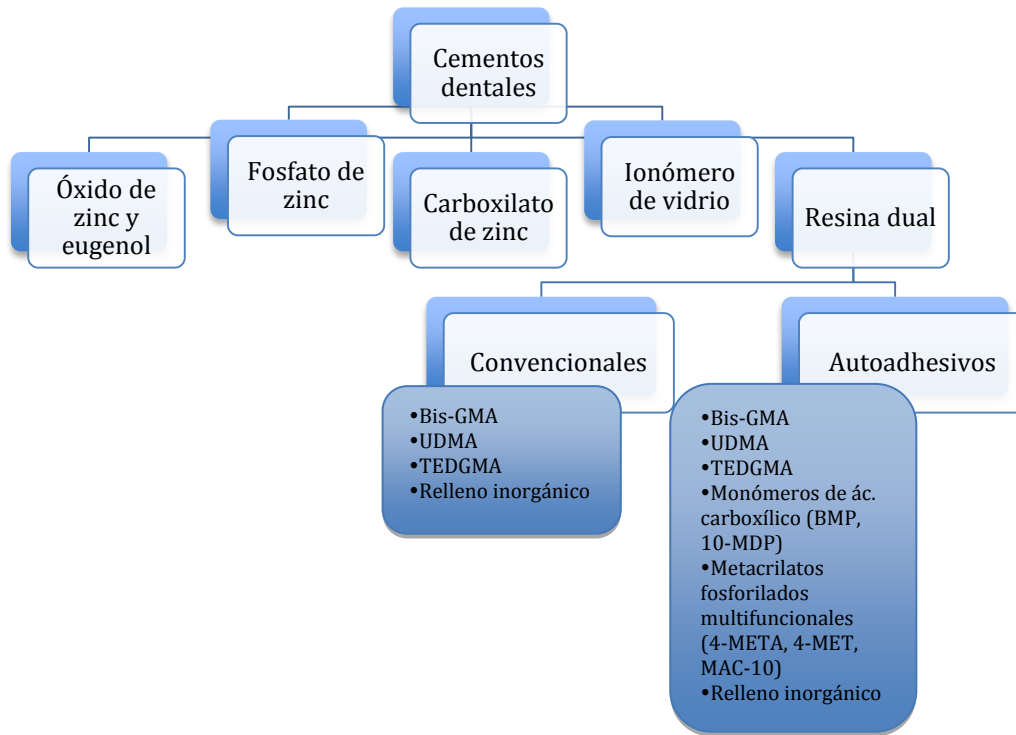 Cementos
dentales
Óxido de
zinc y
eugenol
Fosfato de
zinc
Carboxilato
de zinc
Ionómero
de vidrio
Resina dual
Convencionales
•Bis-GMA
•UDMA
•TEDGMA
•Relleno inorgánico
Autoadhesivos
•Bis-GMA
•UDMA
•TEDGMA
•Monómeros de ác.
carboxílico (BMP,
10-MDP)
•Metacrilatos
fosforilados
multifuncionales
(4-META, 4-MET,
MAC-10)
•Relleno inorgánico